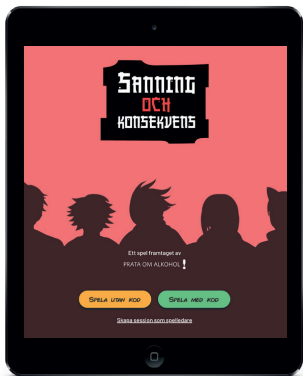 SANNING
OCH
KONSEKVENS
Ett spel framtaget av
PRATA OM ALKOHOL!
SPELA UTAN KOD
SPELA MED KOD
Skapa session som spelledare